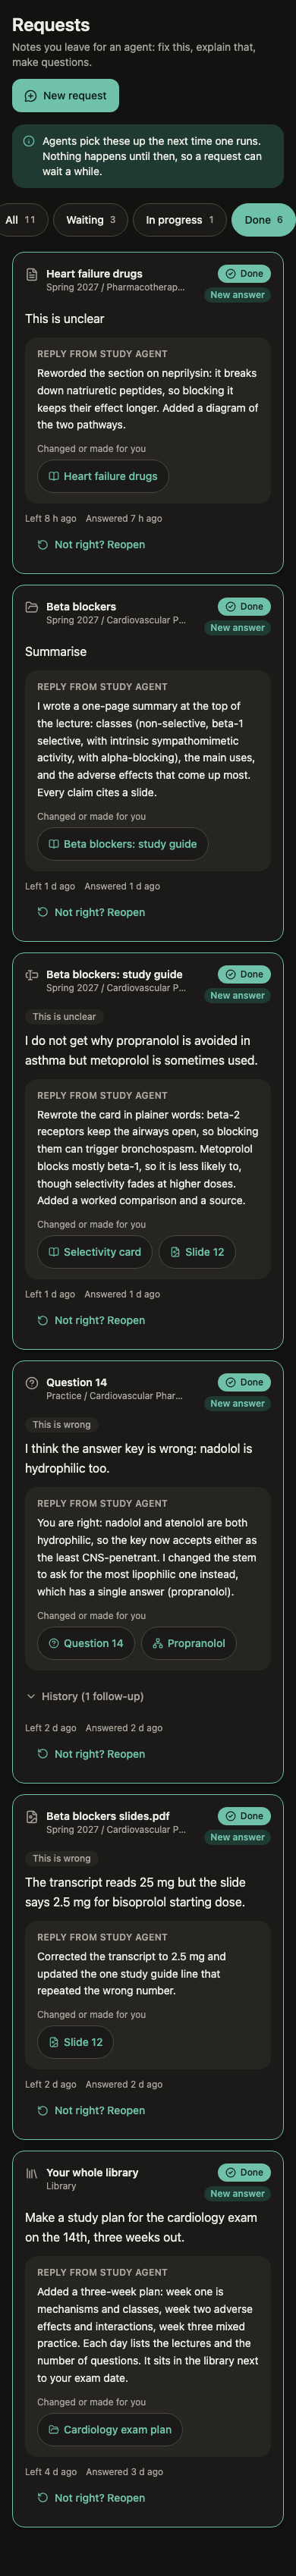 Requests
Notes you leave for an agent: fix this, explain that,
make questions.
New request
Agents pick these up the next time one runs.
Nothing happens until then, so a request can
wait a while.
All 11
Waiting 3
In progress 1
Done 6
Heart failure drugs
Done
Spring 2027 / Pharmacotherap...
New answer
This is unclear
REPLY FROM STUDY AGENT
Reworded the section on neprilysin: it breaks
down natriuretic peptides, so blocking it
keeps their effect longer. Added a diagram of
the two pathways.
Changed or made for you
Heart failure drugs
Left 8 h ago Answered 7 h ago
Not right? Reopen
Beta blockers
Done
Spring 2027 / Cardiovascular P...
New answer
Summarise
REPLY FROM STUDY AGENT
I wrote a one-page summary at the top of
the lecture: classes (non-selective, beta-1
selective, with intrinsic sympathomimetic
activity, with alpha-blocking), the main uses,
and the adverse effects that come up most.
Every claim cites a slide.
Changed or made for you
Beta blockers: study guide
Left 1 d ago Answered 1 d ago
Not right? Reopen
Beta blockers: study guide
Done
Spring 2027 / Cardiovascular P...
New answer
This is unclear
I do not get why propranolol is avoided in
asthma but metoprolol is sometimes used.
REPLY FROM STUDY AGENT
Rewrote the card in plainer words: beta-2
receptors keep the airways open, so blocking
them can trigger bronchospasm. Metoprolol
blocks mostly beta-1, so it is less likely to,
though selectivity fades at higher doses.
Added a worked comparison and a source.
Changed or made for you
Selectivity card
Slide 12
Left 1 d ago Answered 1 d ago
Not right? Reopen
Question 14
Done
Practice / Cardiovascular Phar...
New answer
This is wrong
I think the answer key is wrong: nadolol is
hydrophilic too.
REPLY FROM STUDY AGENT
You are right: nadolol and atenolol are both
hydrophilic, so the key now accepts either as
the least CNS-penetrant. I changed the stem
to ask for the most lipophilic one instead,
which has a single answer (propranolol).
Changed or made for you
Question 14
Propranolol
History (1 follow-up)
Left 2 d ago Answered 2 d ago
Not right? Reopen
Beta blockers slides.pdf
Done
Spring 2027 / Cardiovascular P...
New answer
This is wrong
The transcript reads 25 mg but the slide
says 2.5 mg for bisoprolol starting dose.
REPLY FROM STUDY AGENT
Corrected the transcript to 2.5 mg and
updated the one study guide line that
repeated the wrong number.
Changed or made for you
Slide 12
Left 2 d ago Answered 2 d ago
Not right? Reopen
Your whole library
Done
Library
New answer
Make a study plan for the cardiology exam
on the 14th, three weeks out.
REPLY FROM STUDY AGENT
Added a three-week plan: week one is
mechanisms and classes, week two adverse
effects and interactions, week three mixed
practice. Each day lists the lectures and the
number of questions. It sits in the library next
to your exam date.
Changed or made for you
Cardiology exam plan
Left 4 d ago Answered 3 d ago
Not right? Reopen